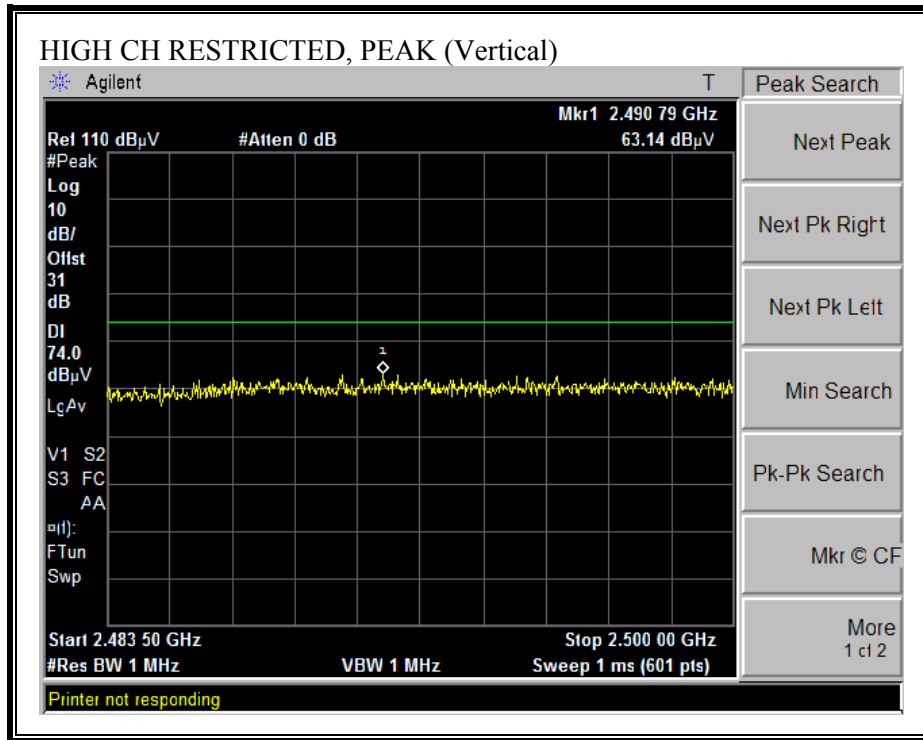 HIGH CH RESTRICTED, PEAK (Vertical)
Agilent T
Peak Search
Mkr1 2.490 79 GHz
Ref 110 dBµV #Atten 0 dB 63.14 dBµV
#Peak
Log
10
dB/
Offst
31
dB
DI
74.0
dBµV
LgAv
V1 S2
S3 FC
AA
¤(f):
FTun
Swp
1
Start 2.483 50 GHz Stop 2.500 00 GHz
#Res BW 1 MHz VBW 1 MHz Sweep 1 ms (601 pts)
Printer not responding
Next Peak
Next Pk Right
Next Pk Left
Min Search
Pk-Pk Search
Mkr © CF
More
1 of 2